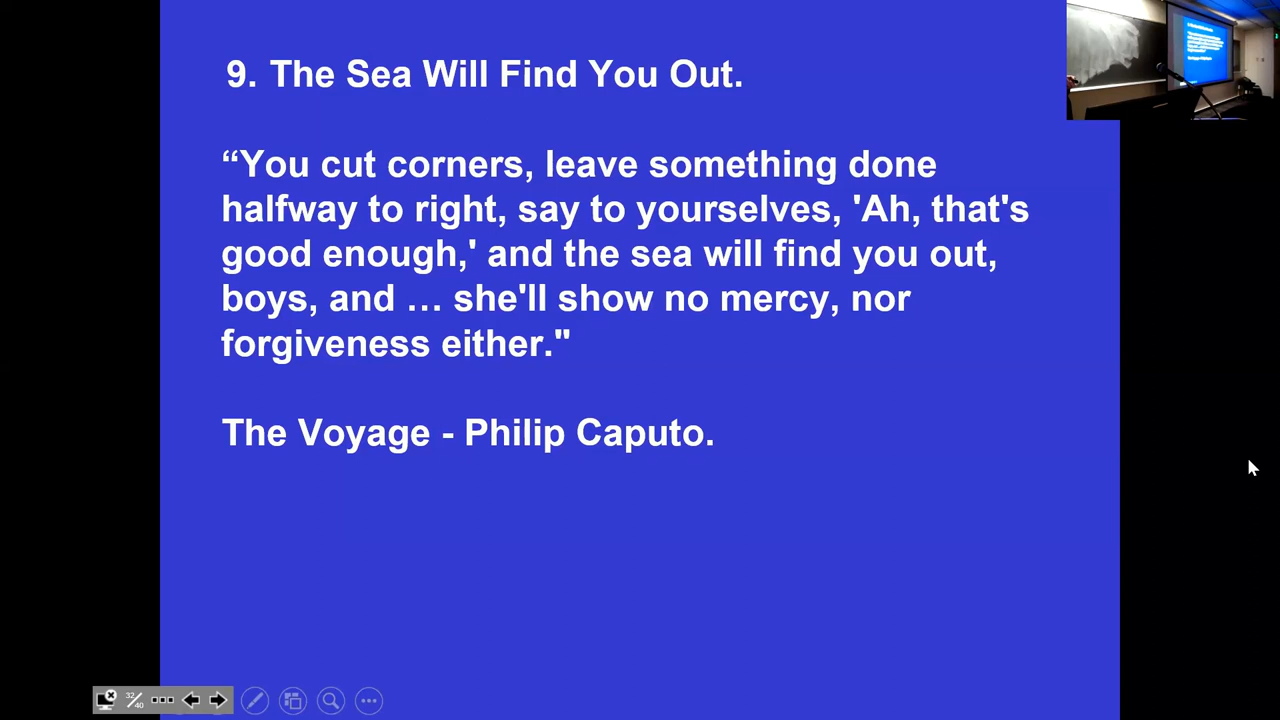 9. The Sea Will Find You Out.
“You cut corners, leave something done
halfway to right, say to yourselves, 'Ah, that's
good enough,' and the sea will find you out,
boys, and … she'll show no mercy, nor
forgiveness either."
The Voyage - Philip Caputo.
32/40